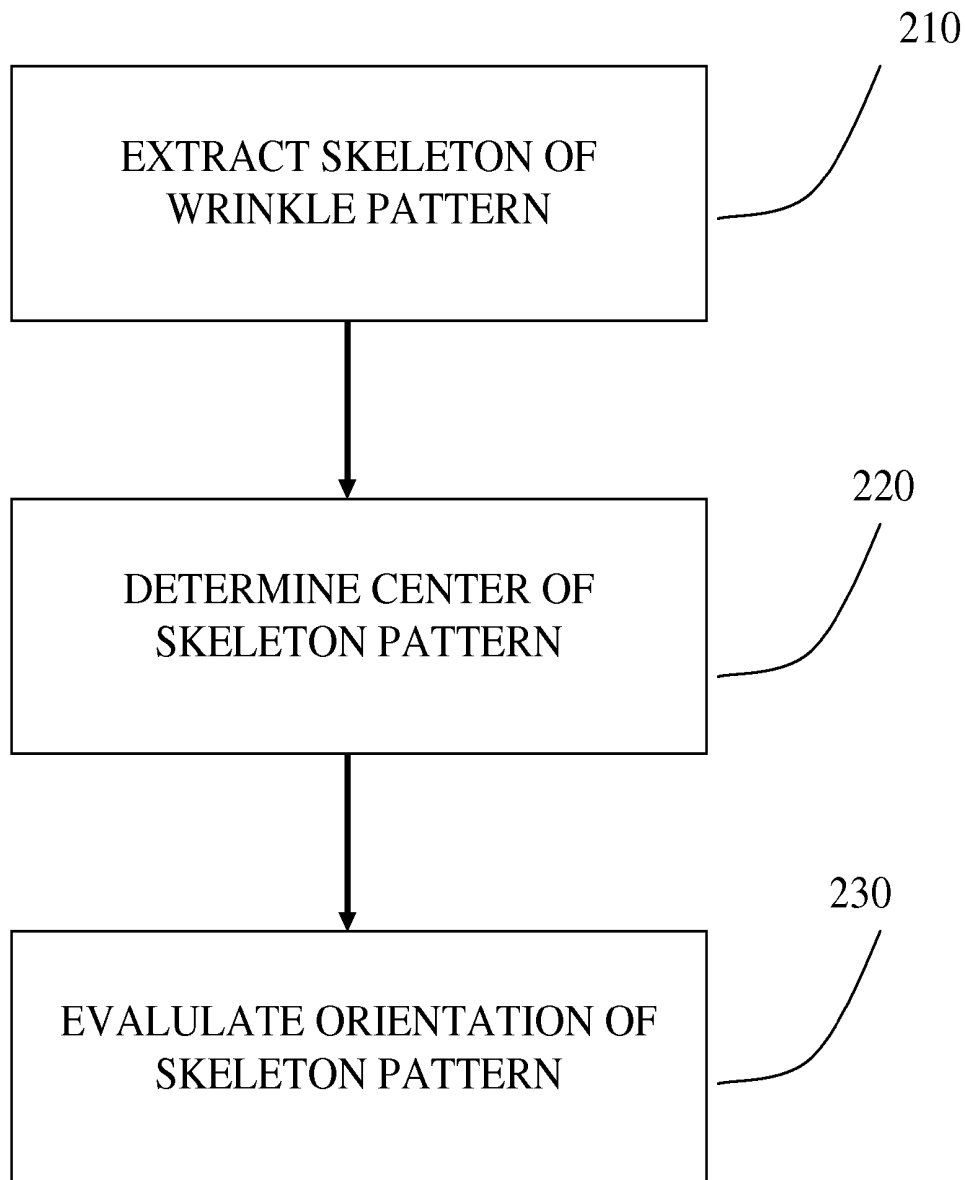 210
EXTRACT SKELETON OF
WRINKLE PATTERN
220
DETERMINE CENTER OF
SKELETON PATTERN
230
EVALULATE ORIENTATION OF
SKELETON PATTERN